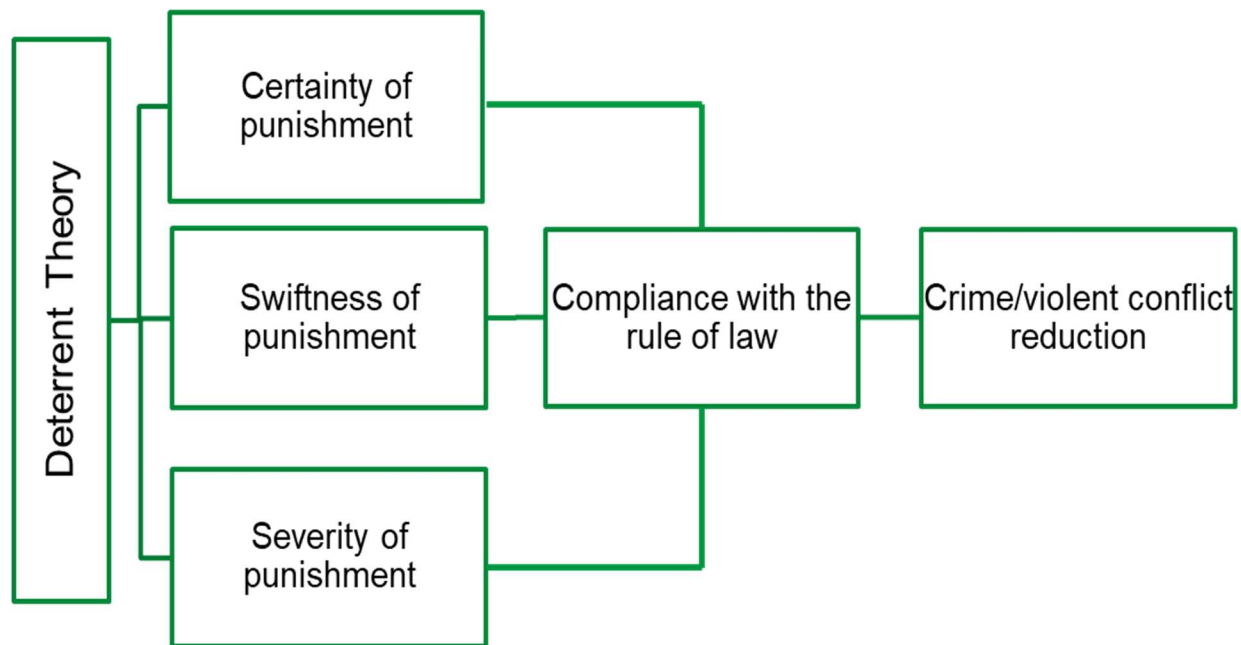 Deterrent Theory
Certainty of
punishment
Swiftness of
punishment
Severity of
punishment
Compliance with the
rule of law
Crime/violent conflict
reduction